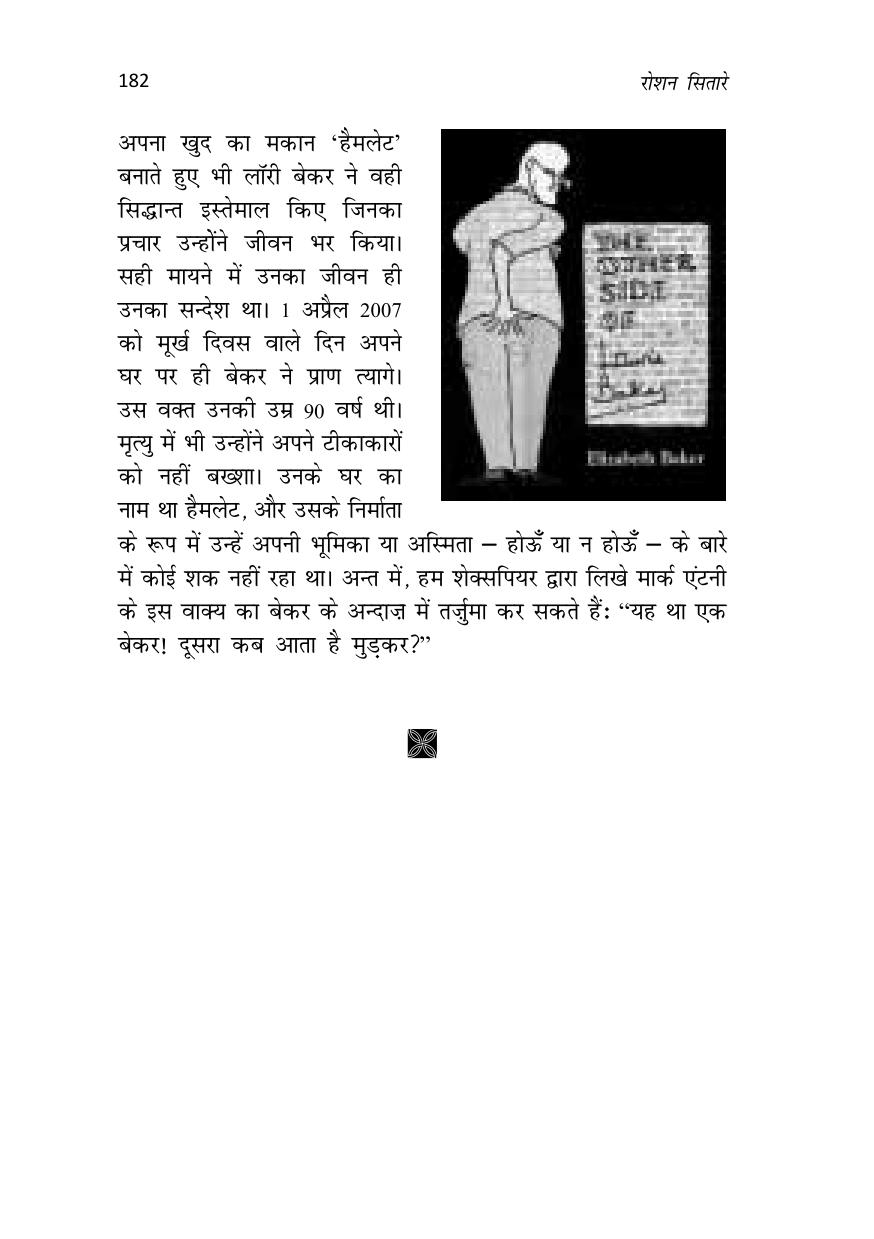 182
रोशन सितारे
अपना खुद का मकान ‘हैमलेट’
बनाते हुए भी लॉरी बेकर ने वही
सिद्धान्त इस्तेमाल किए जिनका
प्रचार उन्होंने जीवन भर किया।
सही मायने में उनका जीवन ही
उनका सन्देश था। 1 अप्रैल 2007
को मूर्ख दिवस वाले दिन अपने
घर पर ही बेकर ने प्राण त्यागे।
उस वक्त उनकी उम्र 90 वर्ष थी।
मृत्यु में भी उन्होंने अपने टीकाकारों
को नहीं बख्शा। उनके घर का
नाम था हैमलेट, और उसके निर्माता
के रूप में उन्हें अपनी भूमिका या अस्मिता – होऊँ या न होऊँ – के बारे
में कोई शक नहीं रहा था। अन्त में, हम शेक्सपियर द्वारा लिखे मार्क एंटनी
के इस वाक्य का बेकर के अन्दाज़ में तर्जुमा कर सकते हैं: “यह था एक
बेकर! दूसरा कब आता है मुड़कर?”
THE
OTHER
SIDE
OF
Laurie
Baker
Elizabeth Baker